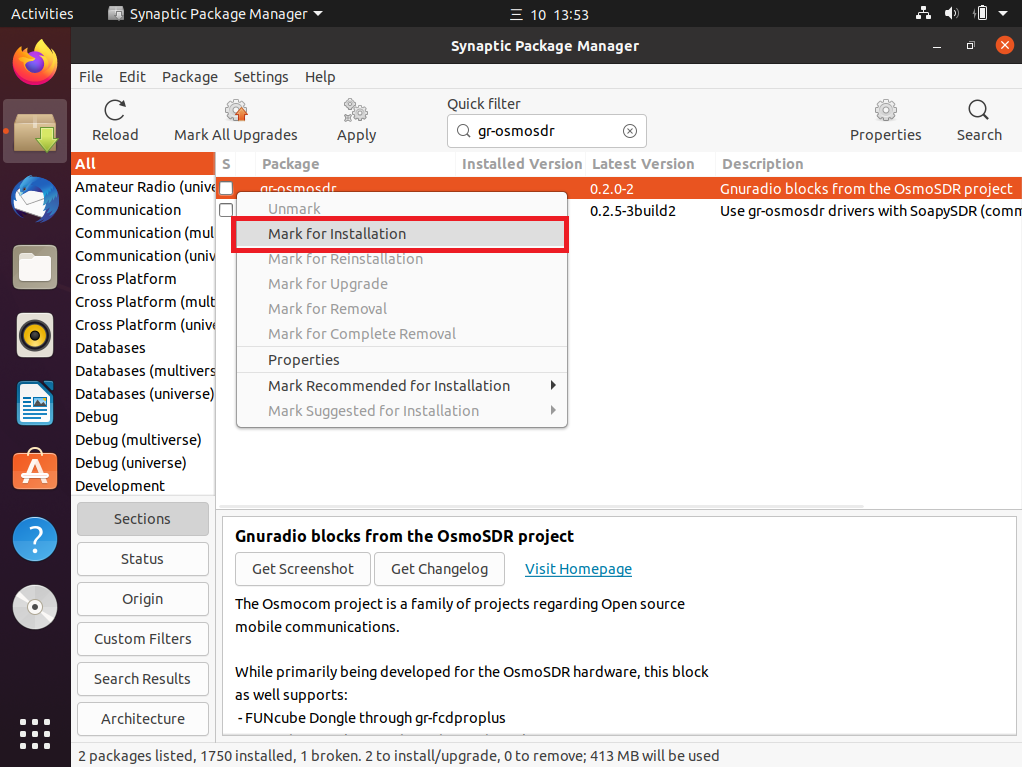 Activities
Synaptic Package Manager
三 10 13:53
Synaptic Package Manager
File Edit Package Settings Help
Quick filter
gr-osmosdr
Reload
Mark All Upgrades
Apply
Properties
Search
All
Amateur Radio (unive
Communication
Communication (mul
Communication (univ
Cross Platform
Cross Platform (mult
Cross Platform (unive
Databases
Databases (multivers
Databases (universe)
Debug
Debug (multiverse)
Debug (universe)
Development
S Package Installed Version Latest Version Description
gr-osmosdr 0.2.0-2 Gnuradio blocks from the OsmoSDR project
0.2.5-3build2 Use gr-osmosdr drivers with SoapySDR (comm
Unmark
Mark for Installation
Mark for Reinstallation
Mark for Upgrade
Mark for Removal
Mark for Complete Removal
Properties
Mark Recommended for Installation
Mark Suggested for Installation
Sections
Status
Origin
Custom Filters
Search Results
Architecture
Gnuradio blocks from the OsmoSDR project
Get Screenshot
Get Changelog
Visit Homepage
The Osmocom project is a family of projects regarding Open source
mobile communications.
While primarily being developed for the OsmoSDR hardware, this block
as well supports:
- FUNcube Dongle through gr-fcdproplus
2 packages listed, 1750 installed, 1 broken. 2 to install/upgrade, 0 to remove; 413 MB will be used